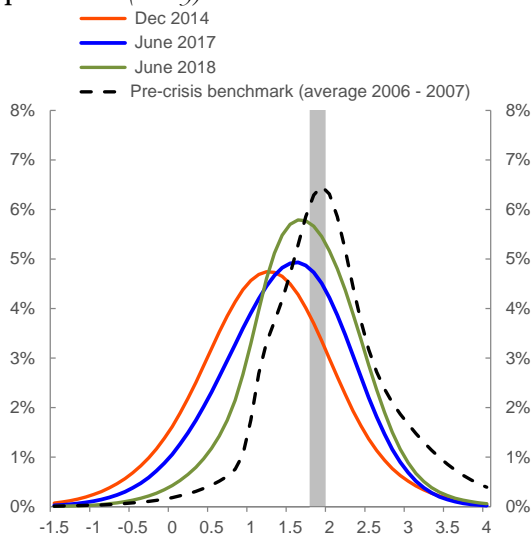 Dec 2014
June 2017
June 2018
Pre-crisis benchmark (average 2006 - 2007)
8% 8%
7% 7%
6% 6%
5% 5%
4% 4%
3% 3%
2% 2%
1% 1%
0% 0%
-1.5 -1 -0.5 0 0.5 1 1.5 2 2.5 3 3.5 4